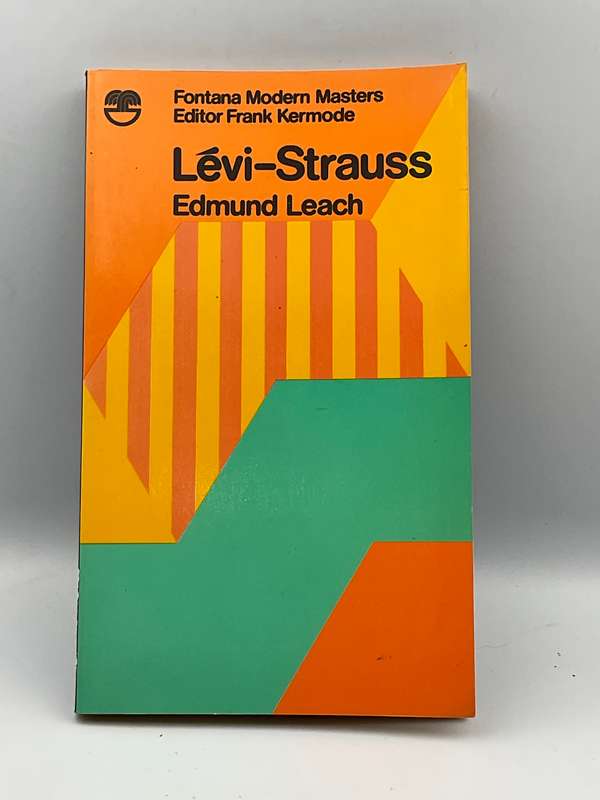 Fontana Modern Masters
Editor Frank Kermode
Lévi-Strauss
Edmund Leach